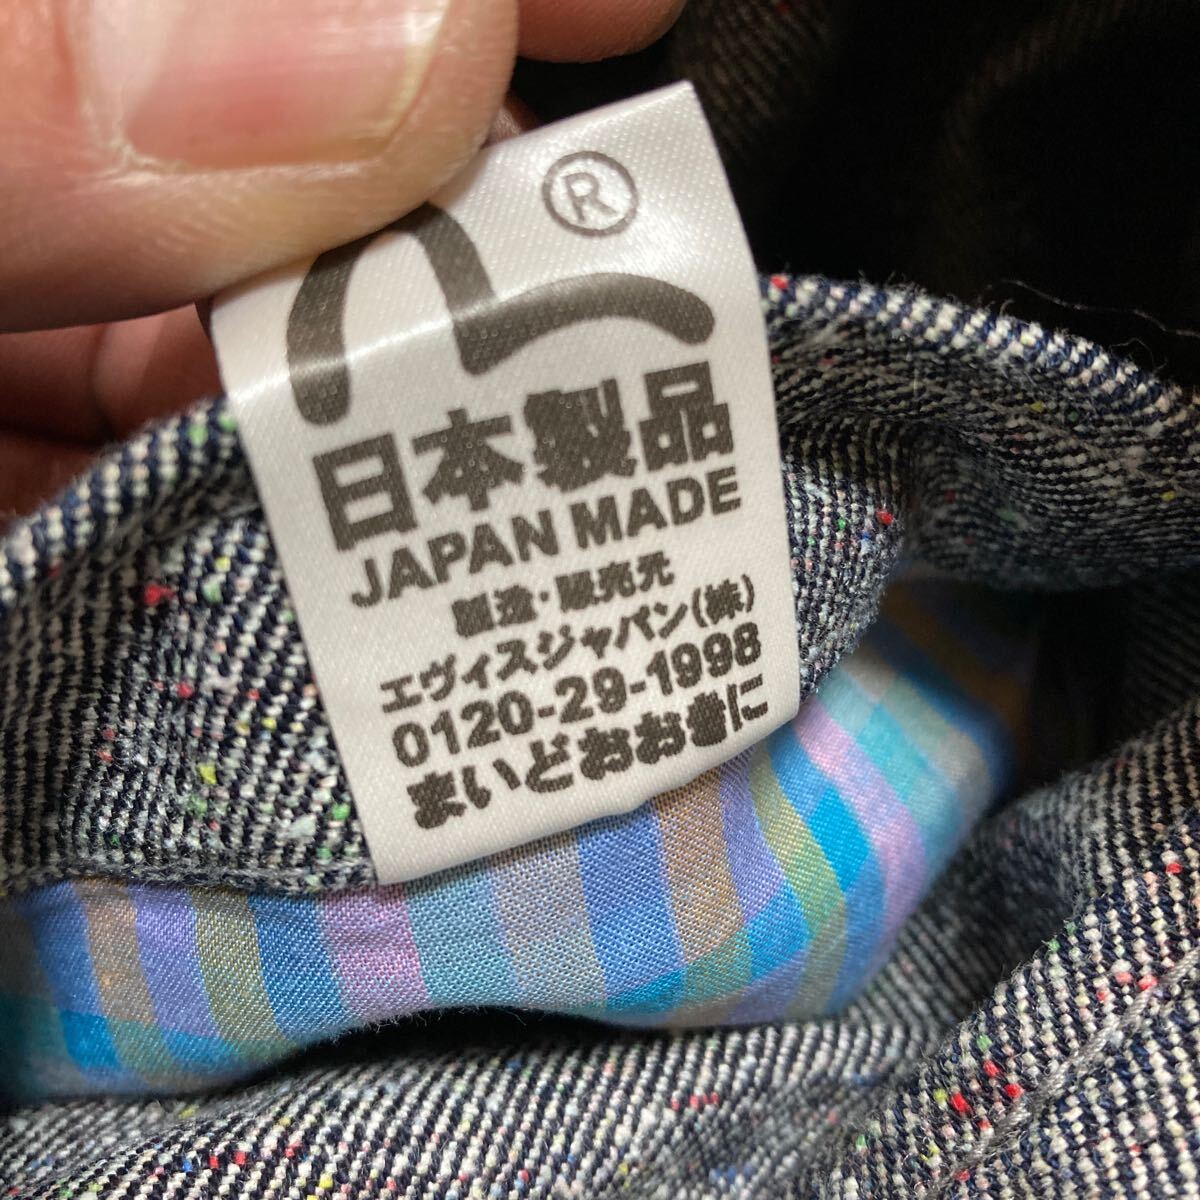 ®
日本製品
JAPAN MADE
製造・販売元
エヴィスジャパン(株)
0120-29-1998
まいどおおきに